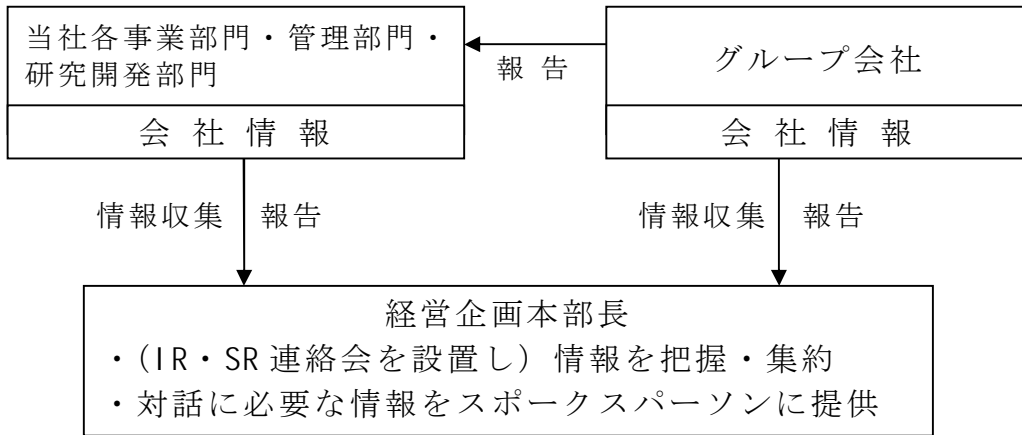 当社各事業部門・管理部門・
研究開発部門
会社情報
報告
グループ会社
会社情報
情報収集 報告
情報収集 報告
経営企画本部長
・(IR・SR 連絡会を設置し) 情報を把握・集約
・対話に必要な情報をスポークスパーソンに提供